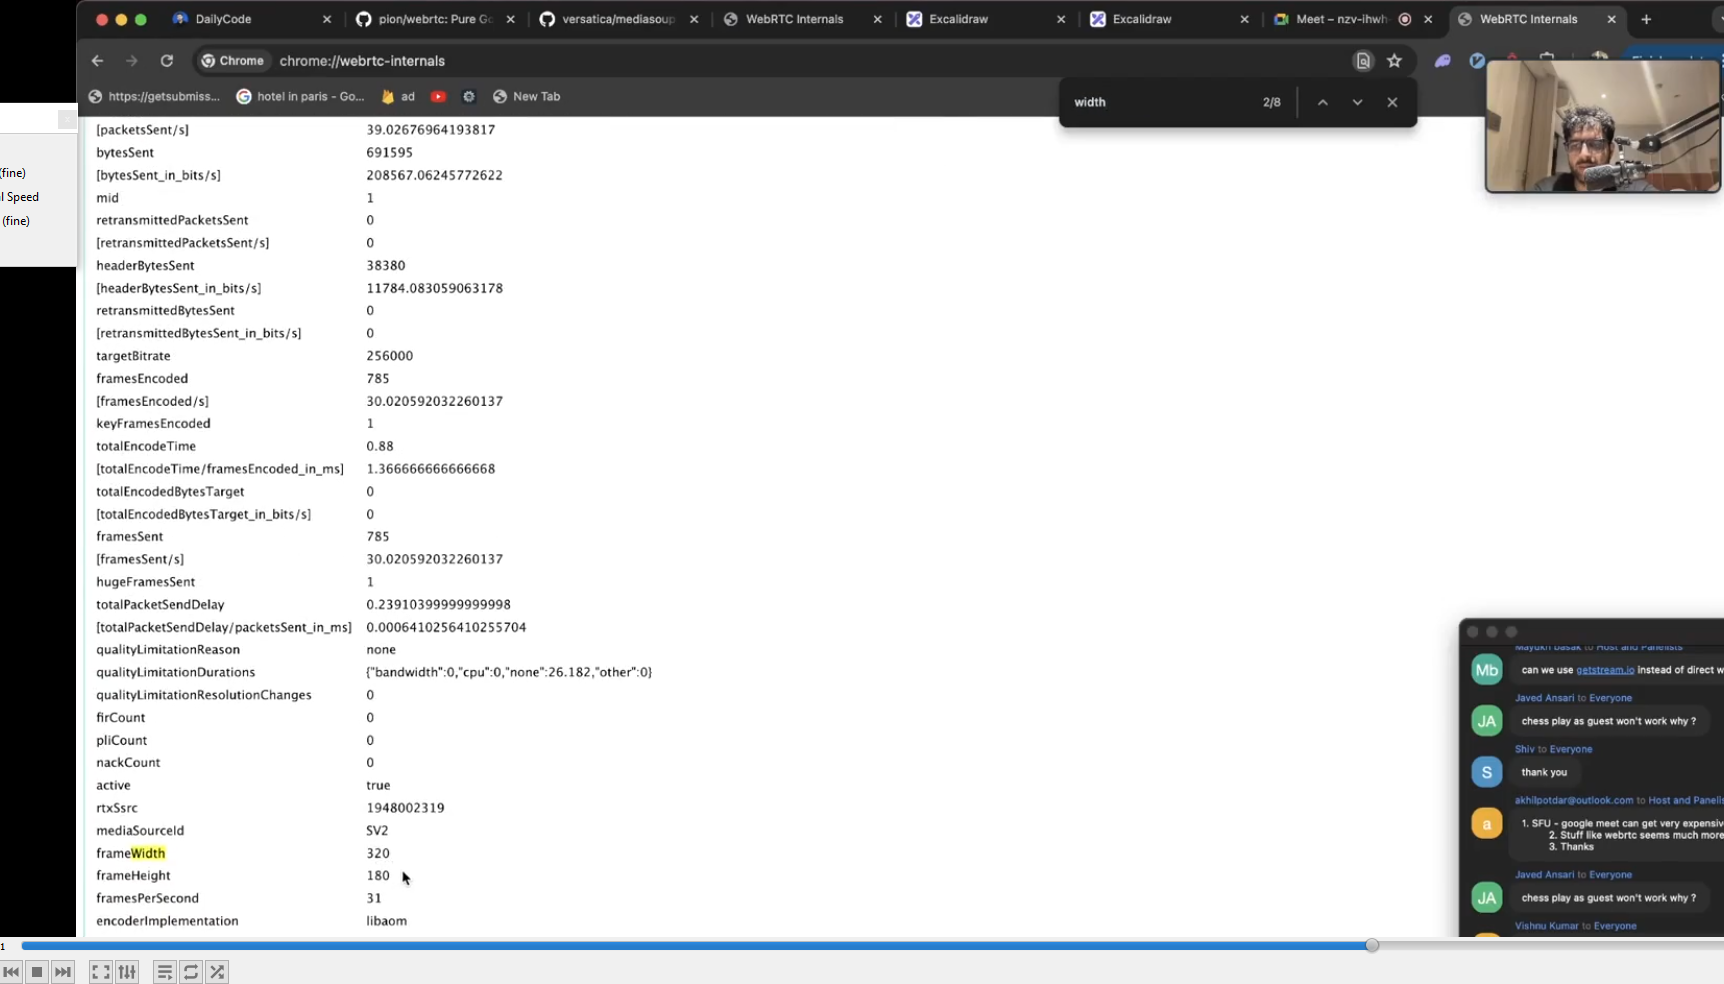 DailyCode
pion/webrtc: Pure Go
versatica/mediasoup
WebRTC Internals
Excalidraw
Excalidraw
Meet – nzv-ihwh-
WebRTC Internals
Chrome
chrome://webrtc-internals
https://getsubmiss...
hotel in paris - Go...
ad
New Tab
width
2/8
(fine)
l Speed
(fine)
[packetsSent/s] 39.02676964193817
bytesSent 691595
[bytesSent_in_bits/s] 208567.06245772622
mid 1
retransmittedPacketsSent 0
[retransmittedPacketsSent/s] 0
headerBytesSent 38380
[headerBytesSent_in_bits/s] 11784.083059063178
retransmittedBytesSent 0
[retransmittedBytesSent_in_bits/s] 0
targetBitrate 256000
framesEncoded 785
[framesEncoded/s] 30.020592032260137
keyFramesEncoded 1
totalEncodeTime 0.88
[totalEncodeTime/framesEncoded_in_ms] 1.366666666666668
totalEncodedBytesTarget 0
[totalEncodedBytesTarget_in_bits/s] 0
framesSent 785
[framesSent/s] 30.020592032260137
hugeFramesSent 1
totalPacketSendDelay 0.23910399999999998
[totalPacketSendDelay/packetsSent_in_ms] 0.0006410256410255704
qualityLimitationReason none
qualityLimitationDurations {"bandwidth":0,"cpu":0,"none":26.182,"other":0}
qualityLimitationResolutionChanges 0
firCount 0
pliCount 0
nackCount 0
active true
rtxSsrc 1948002319
mediaSourceId SV2
frameWidth 320
frameHeight 180
framesPerSecond 31
encoderImplementation libaom
Mayukh basak to Host and Panelists
Mb
can we use getstream.io instead of direct w
Javed Ansari to Everyone
JA
chess play as guest won't work why ?
Shiv to Everyone
S
thank you
akhilpotdar@outlook.com to Host and Panelis
a
1. SFU - google meet can get very expensiv
2. Stuff like webrtc seems much more
3. Thanks
Javed Ansari to Everyone
JA
chess play as guest won't work why ?
Vishnu Kumar to Everyone
1